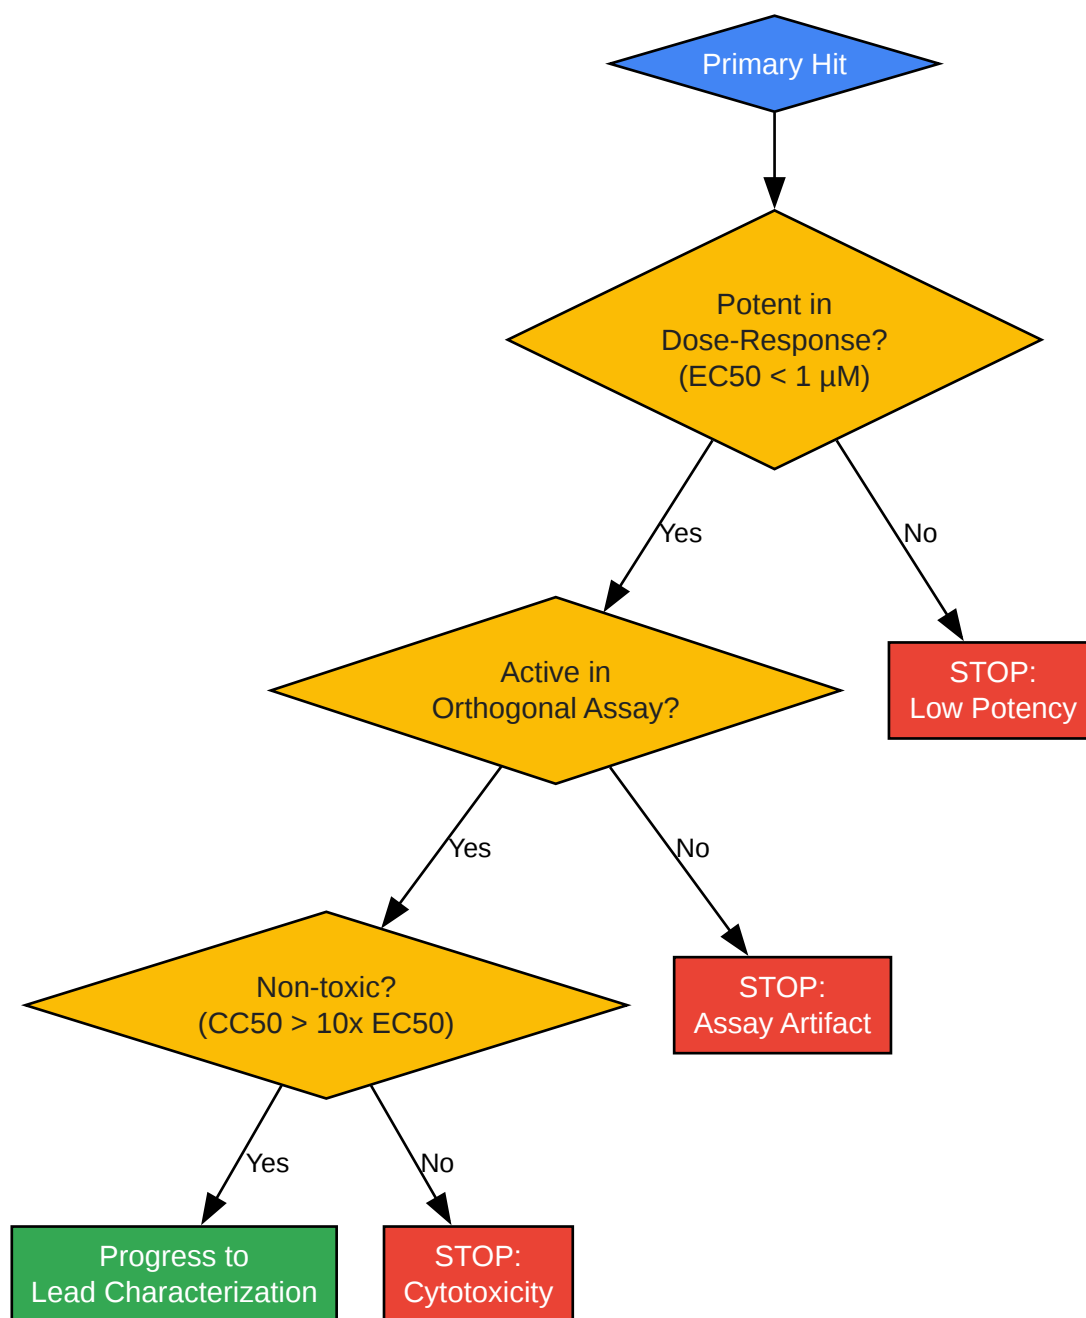 Primary Hit
Potent in
Dose-Response?
(EC50 < 1 µM)
Yes
No
Active in
Orthogonal Assay?
STOP:
Low Potency
Yes
No
Non-toxic?
(CC50 > 10x EC50)
STOP:
Assay Artifact
Yes
No
Progress to
Lead Characterization
STOP:
Cytotoxicity